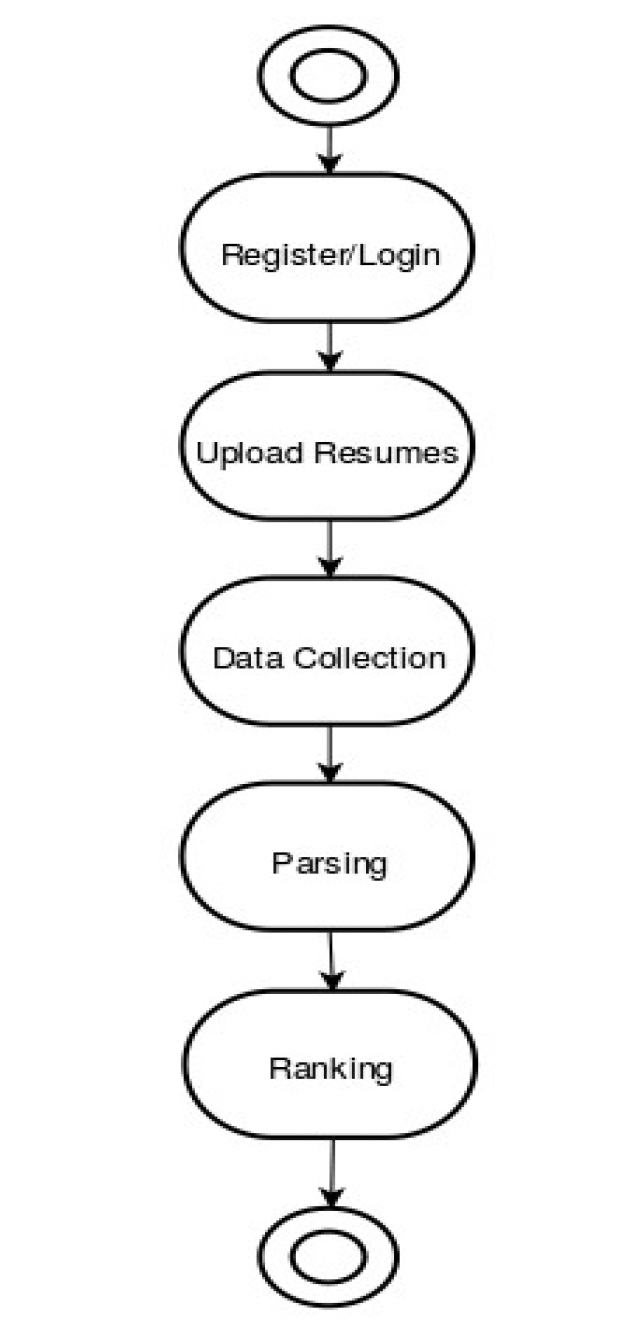 Register/Login
Upload Resumes
Data Collection
Parsing
Ranking